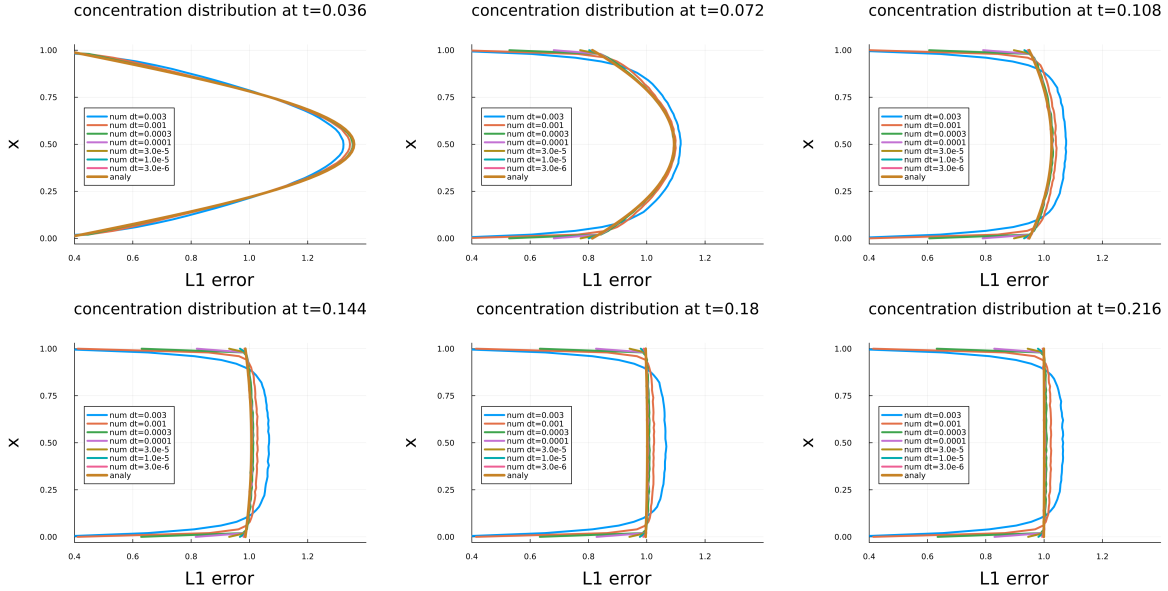 concentration distribution at t=0.036
concentration distribution at t=0.072
concentration distribution at t=0.108
1.00
0.75
0.50
0.25
0.00
x
num dt=0.003
num dt=0.001
num dt=0.0003
num dt=0.0001
num dt=3.0e-5
num dt=1.0e-5
num dt=3.0e-6
analy
0.4 0.6 0.8 1.0 1.2
L1 error
1.00
0.75
0.50
0.25
0.00
x
num dt=0.003
num dt=0.001
num dt=0.0003
num dt=0.0001
num dt=3.0e-5
num dt=1.0e-5
num dt=3.0e-6
analy
0.4 0.6 0.8 1.0 1.2
L1 error
1.00
0.75
0.50
0.25
0.00
x
num dt=0.003
num dt=0.001
num dt=0.0003
num dt=0.0001
num dt=3.0e-5
num dt=1.0e-5
num dt=3.0e-6
analy
0.4 0.6 0.8 1.0 1.2
L1 error
concentration distribution at t=0.144
concentration distribution at t=0.18
concentration distribution at t=0.216
1.00
0.75
0.50
0.25
0.00
x
num dt=0.003
num dt=0.001
num dt=0.0003
num dt=0.0001
num dt=3.0e-5
num dt=1.0e-5
num dt=3.0e-6
analy
0.4 0.6 0.8 1.0 1.2
L1 error
1.00
0.75
0.50
0.25
0.00
x
num dt=0.003
num dt=0.001
num dt=0.0003
num dt=0.0001
num dt=3.0e-5
num dt=1.0e-5
num dt=3.0e-6
analy
0.4 0.6 0.8 1.0 1.2
L1 error
1.00
0.75
0.50
0.25
0.00
x
num dt=0.003
num dt=0.001
num dt=0.0003
num dt=0.0001
num dt=3.0e-5
num dt=1.0e-5
num dt=3.0e-6
analy
0.4 0.6 0.8 1.0 1.2
L1 error